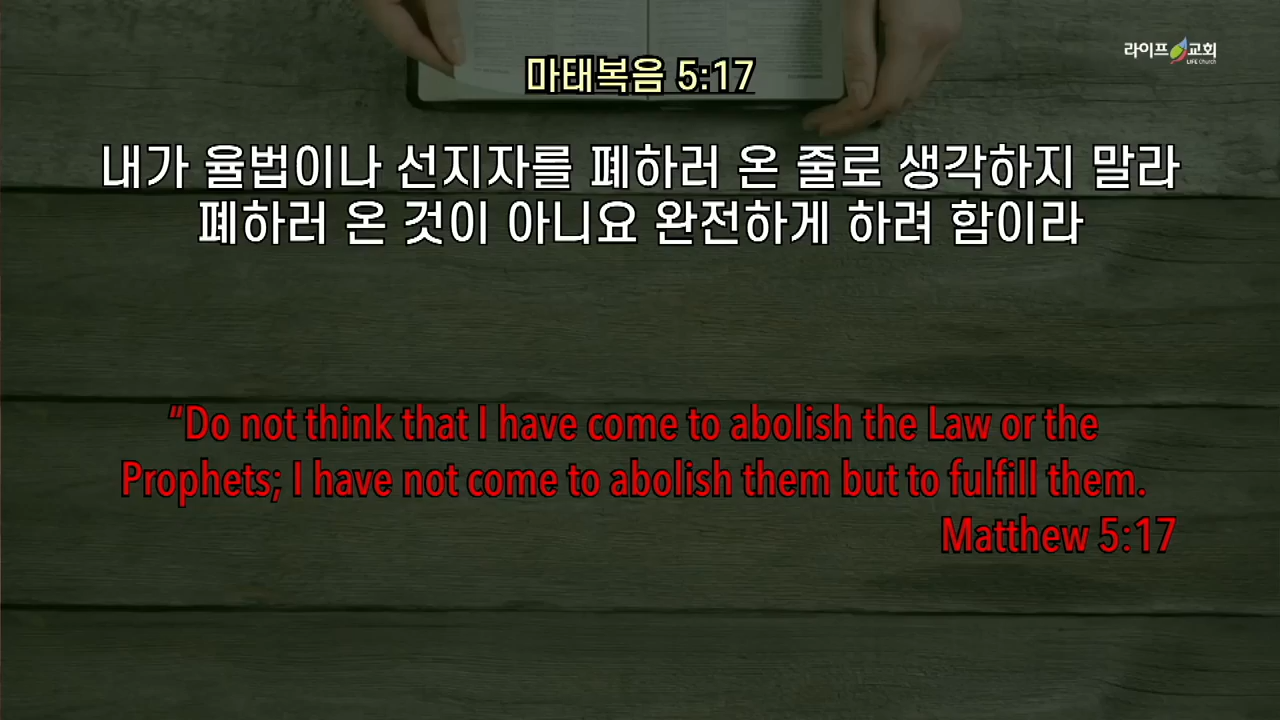 라이프 교회
LIFE Church
마태복음 5:17
내가 율법이나 선지자를 폐하러 온 줄로 생각하지 말라
폐하러 온 것이 아니요 완전하게 하려 함이라
“Do not think that I have come to abolish the Law or the
Prophets; I have not come to abolish them but to fulfill them.
Matthew 5:17